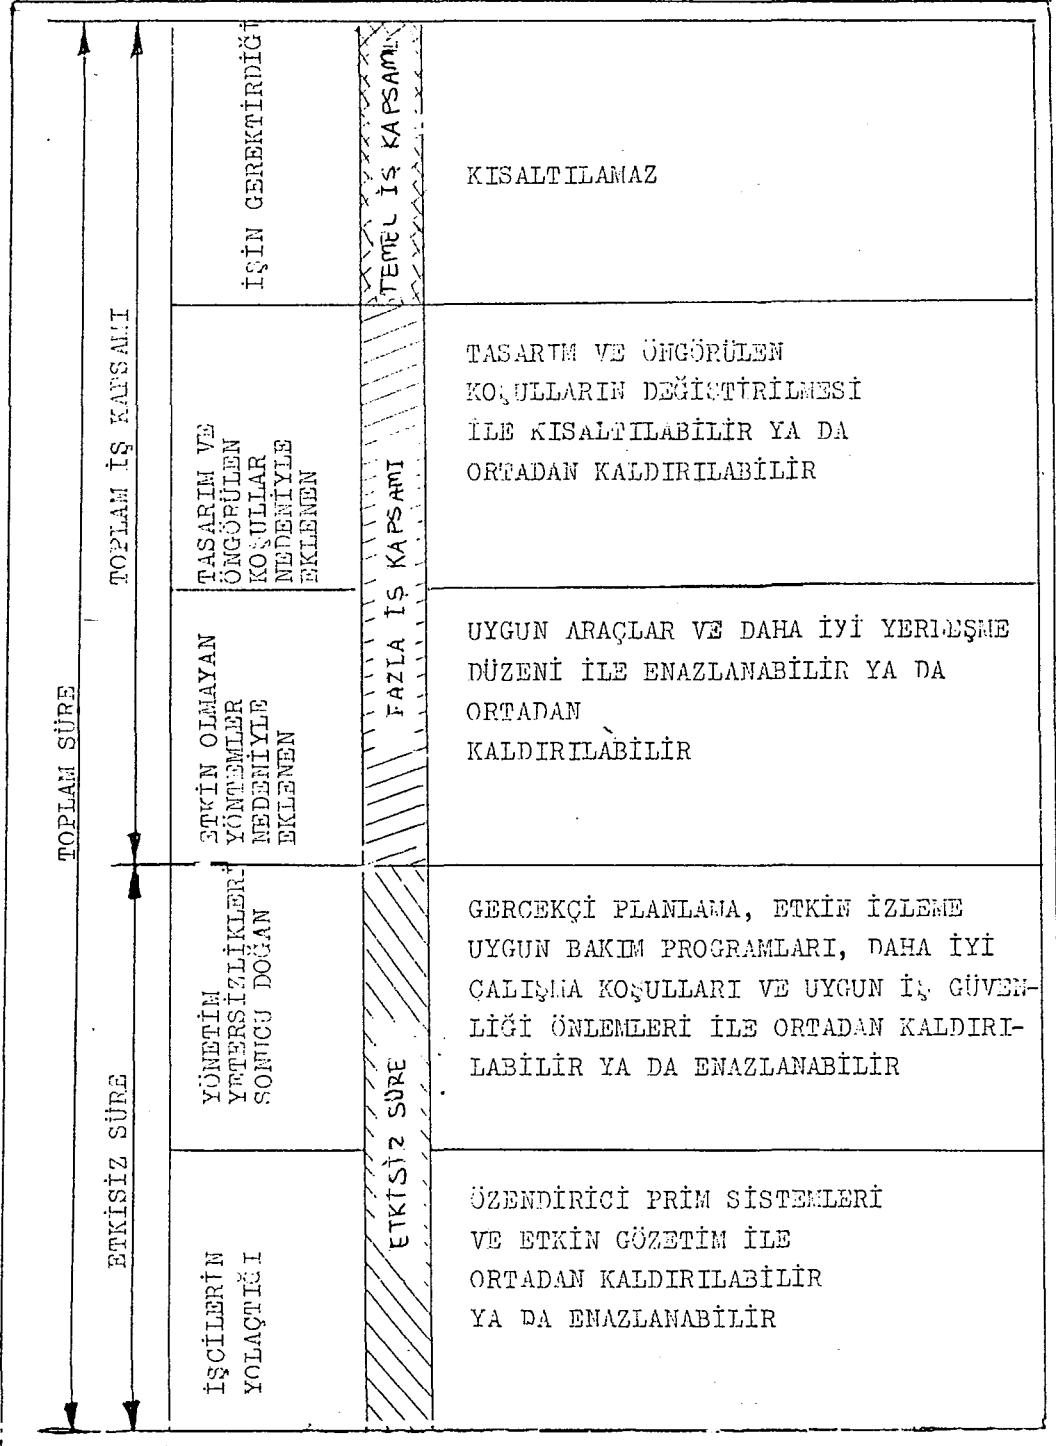 TOPLAM SÜRE
TOPLAM İŞ KAPSAMI
ETKİSİZ SÜRE
İŞİN GEREKTİRDİĞİ
TEMEL İŞ KAPSAMI
KISALTILAMAZ
TASARIM VE
ÖNGÖRÜLEN
KOŞULLAR
NEDENİYLE
EKLENEN
FAZLA İŞ KAPSAMI
TASARIM VE ÖNGÖRÜLEN
KOŞULLARIN DEĞİŞTİRİLMESİ
İLE KISALTILABİLİR YA DA
ORTADAN KALDIRILABİLİR
ETKİN OLMAYAN
YÖNTEMLER
NEDENİYLE
EKLENEN
UYGUN ARAÇLAR VE DAHA İYİ YERLEŞME
DÜZENİ İLE ENAZLANABİLİR YA DA
ORTADAN
KALDIRILABİLİR
YÖNETİM
YETERSİZLİKLERİ
SONUCU DOĞAN
ETKİSİZ SÜRE
GERCEKÇİ PLANLAMA, ETKİN İZLEME
UYGUN BAKIM PROGRAMLARI, DAHA İYİ
ÇALIŞMA KOŞULLARI VE UYGUN İŞ GÜVEN-
LİĞİ ÖNLEMLERİ İLE ORTADAN KALDIRI-
LABİLİR YA DA ENAZLANABİLİR
İŞCİLERİN
YOLAÇTIĞI
ÖZENDİRİCİ PRİM SİSTEMLERİ
VE ETKİN GÖZETİM İLE
ORTADAN KALDIRILABİLİR
YA DA ENAZLANABİLİR